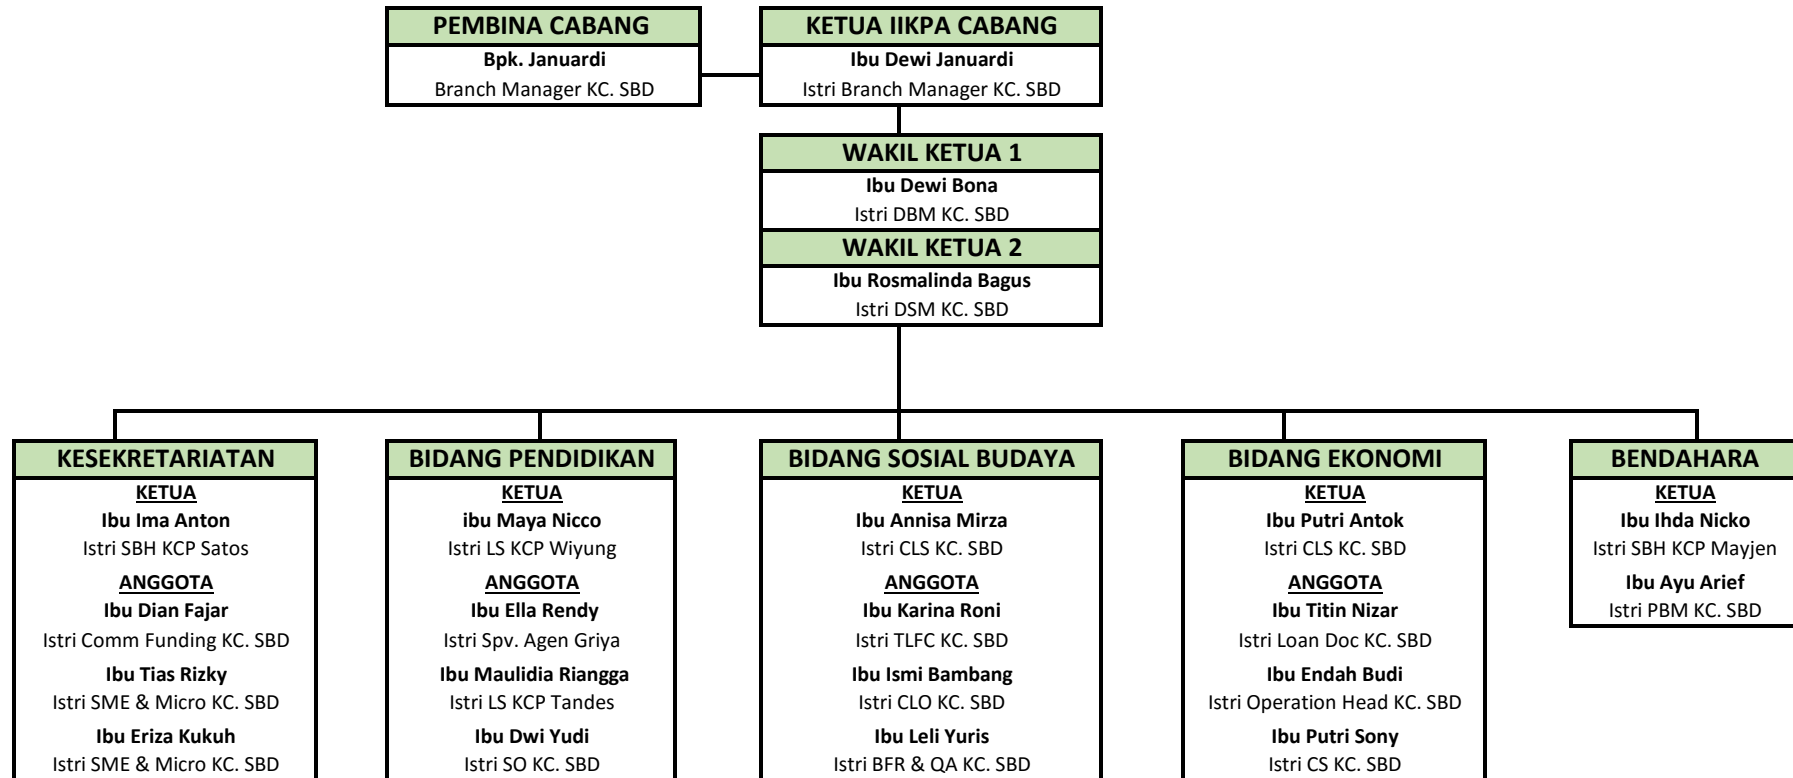 PEMBINA CABANG
Bpk. Januardi
Branch Manager KC. SBD
KETUA IIKPA CABANG
Ibu Dewi Januardi
Istri Branch Manager KC. SBD
WAKIL KETUA 1
Ibu Dewi Bona
Istri DBM KC. SBD
WAKIL KETUA 2
Ibu Rosmalinda Bagus
Istri DSM KC. SBD
KESEKRETARIATAN
KETUA
Ibu Ima Anton
Istri SBH KCP Satos
ANGGOTA
Ibu Dian Fajar
Istri Comm Funding KC. SBD
Ibu Tias Rizky
Istri SME & Micro KC. SBD
Ibu Eriza Kukuh
Istri SME & Micro KC. SBD
BIDANG PENDIDIKAN
KETUA
ibu Maya Nicco
Istri LS KCP Wiyung
ANGGOTA
Ibu Ella Rendy
Istri Spv. Agen Griya
Ibu Maulidia Riangga
Istri LS KCP Tandes
Ibu Dwi Yudi
Istri SO KC. SBD
BIDANG SOSIAL BUDAYA
KETUA
Ibu Annisa Mirza
Istri CLS KC. SBD
ANGGOTA
Ibu Karina Roni
Istri TLFC KC. SBD
Ibu Ismi Bambang
Istri CLO KC. SBD
Ibu Leli Yuris
Istri BFR & QA KC. SBD
BIDANG EKONOMI
KETUA
Ibu Putri Antok
Istri CLS KC. SBD
ANGGOTA
Ibu Titin Nizar
Istri Loan Doc KC. SBD
Ibu Endah Budi
Istri Operation Head KC. SBD
Ibu Putri Sony
Istri CS KC. SBD
BENDAHARA
KETUA
Ibu Ihda Nicko
Istri SBH KCP Mayjen
Ibu Ayu Arief
Istri PBM KC. SBD